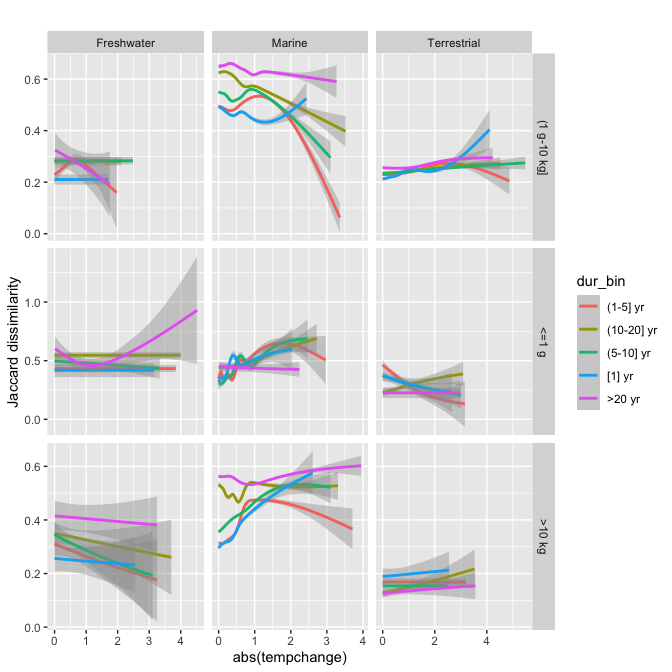 Freshwater
Marine
Terrestrial
0.6
0.4
0.2
0.0
(1 g-10 kg]
1.0
0.5
0.0
<=1 g
0.6
0.4
0.2
0.0
>10 kg
0 1 2 3 4
0 1 2 3 4
0 2 4
abs(tempchange)
Jaccard dissimilarity
dur_bin
(1-5] yr
(10-20] yr
(5-10] yr
[1] yr
>20 yr